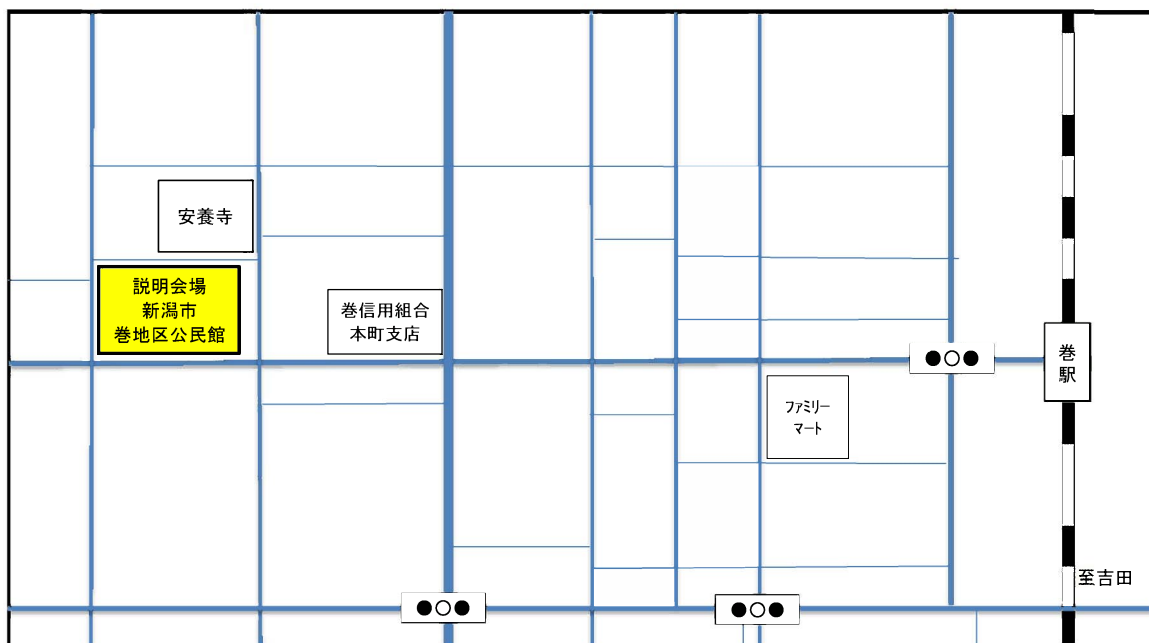 安養寺
説明会場
新潟市
巻地区公民館
巻信用組合
本町支店
巻
駅
ファミリー
マート
至吉田